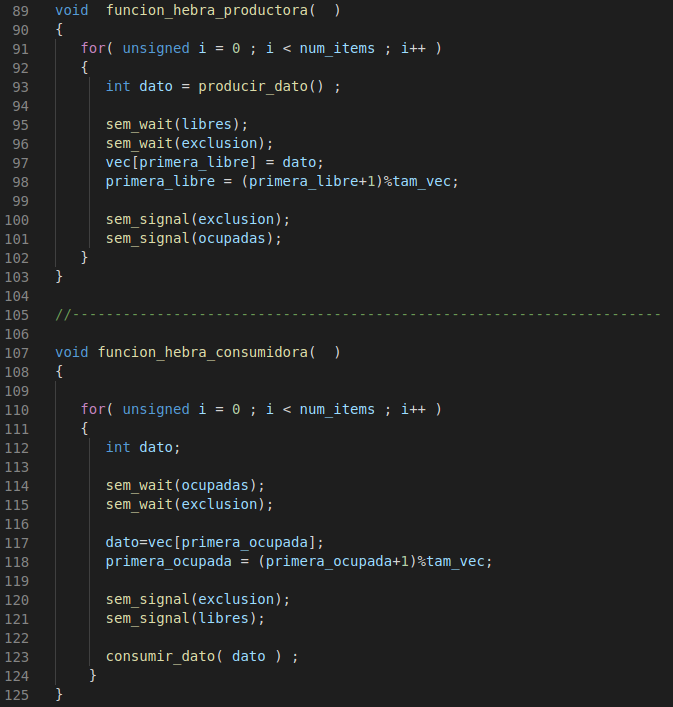 89 void  funcion_hebra_productora(  )
90 {
91    for( unsigned i = 0 ; i < num_items ; i++ )
92    {
93       int dato = producir_dato() ;
94
95       sem_wait(libres);
96       sem_wait(exclusion);
97       vec[primera_libre] = dato;
98       primera_libre = (primera_libre+1)%tam_vec;
99
100       sem_signal(exclusion);
101       sem_signal(ocupadas);
102    }
103 }
104
105 //----------------------------------------------------------------------
106
107 void funcion_hebra_consumidora(  )
108 {
109
110    for( unsigned i = 0 ; i < num_items ; i++ )
111    {
112       int dato;
113
114       sem_wait(ocupadas);
115       sem_wait(exclusion);
116
117       dato=vec[primera_ocupada];
118       primera_ocupada = (primera_ocupada+1)%tam_vec;
119
120       sem_signal(exclusion);
121       sem_signal(libres);
122
123       consumir_dato( dato ) ;
124     }
125 }